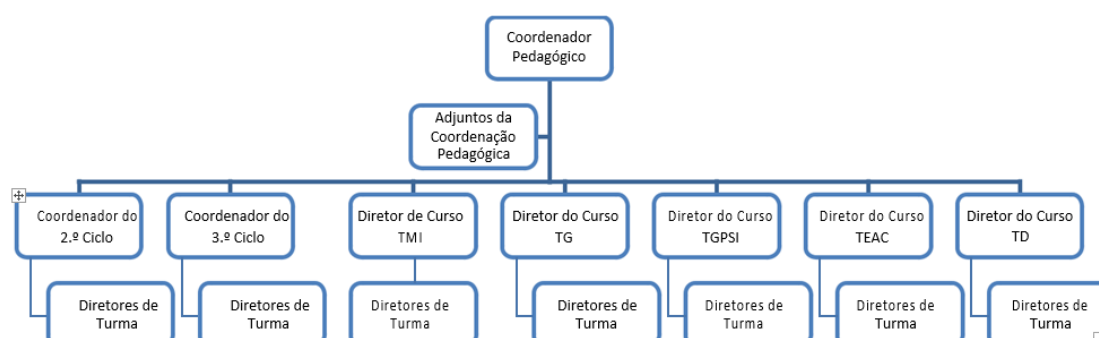 Coordenador
Pedagógico
Adjuntos da
Coordenação
Pedagógica
Coordenador do
2.º Ciclo
Coordenador do
3.º Ciclo
Diretor de Curso
TMI
Diretor do Curso
TG
Diretor do Curso
TGPSI
Diretor do Curso
TEAC
Diretor do Curso
TD
Diretores de
Turma
Diretores de
Turma
Diretores de
Turma
Diretores de
Turma
Diretores de
Turma
Diretores de
Turma
Diretores de
Turma